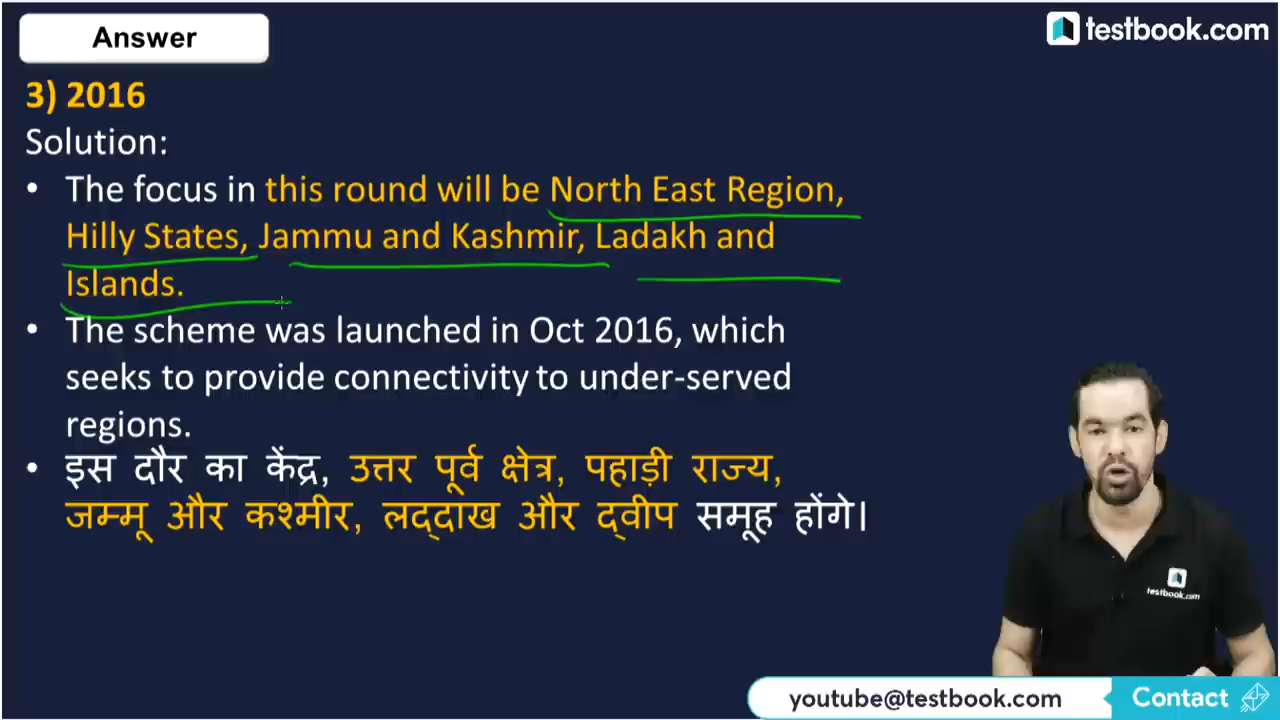 Answer
testbook.com
3) 2016
Solution:
• The focus in this round will be North East Region,
Hilly States, Jammu and Kashmir, Ladakh and
Islands.
• The scheme was launched in Oct 2016, which
seeks to provide connectivity to under-served
regions.
• इस दौर का केंद्र, उत्तर पूर्व क्षेत्र, पहाड़ी राज्य,
जम्मू और कश्मीर, लद्दाख और द्वीप समूह होंगे।
testbook.com
youtube@testbook.com Contact